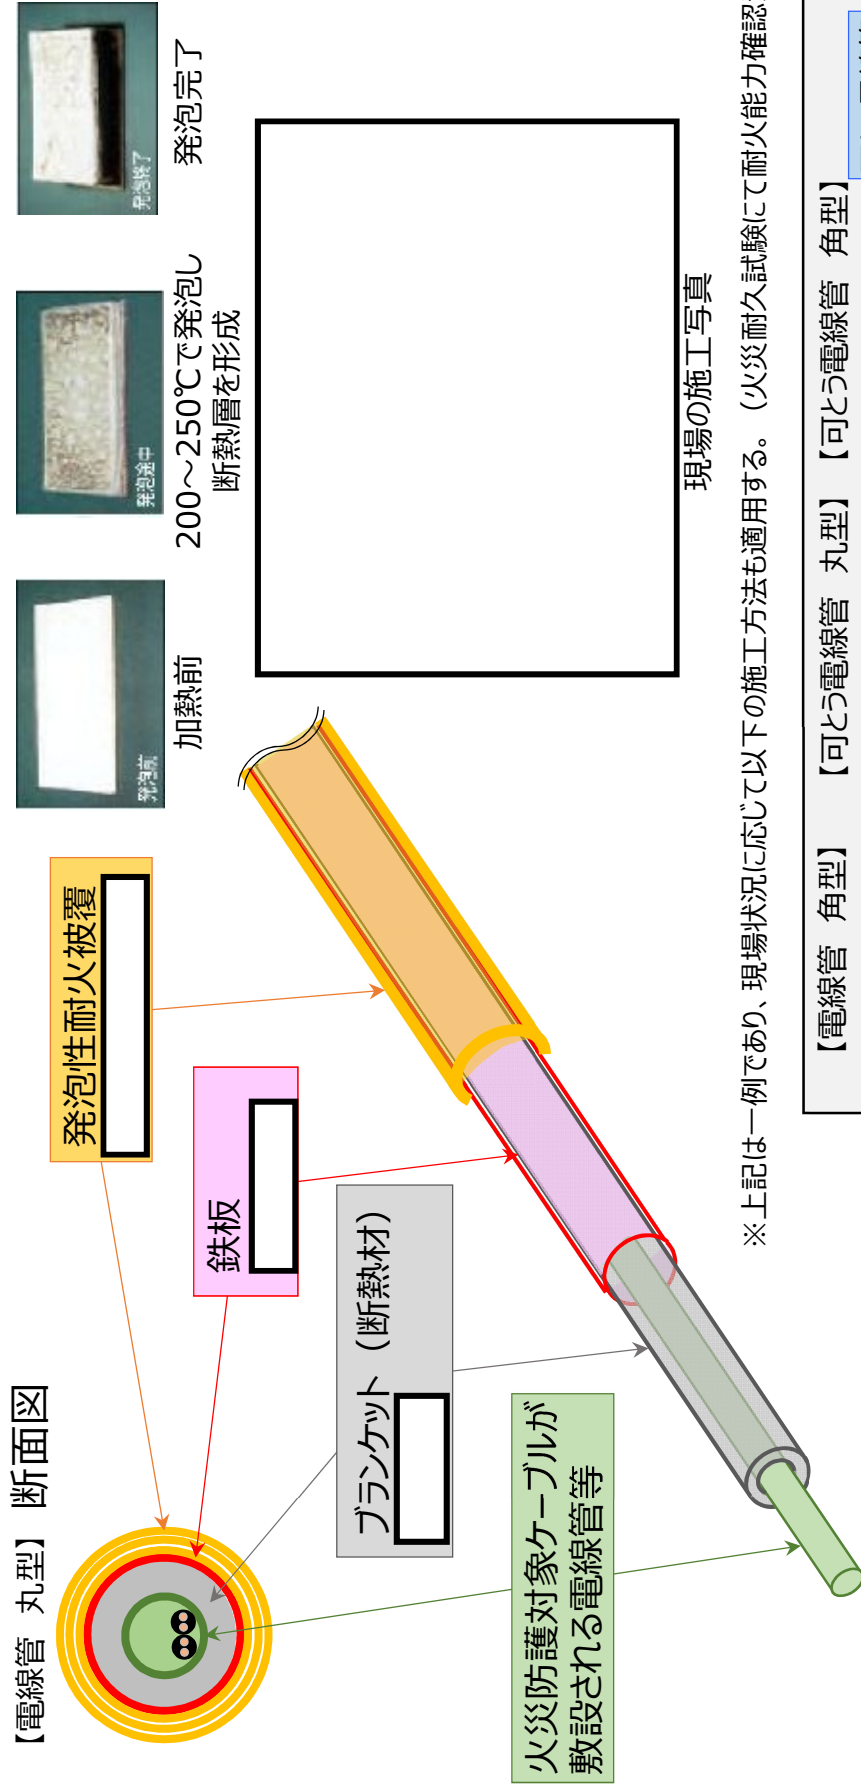 【電線管　丸型】 断面図
発泡性耐火被覆
鉄板
ブランケット（断熱材）
火災防護対象ケーブルが
敷設される電線管等
発泡前
加熱前
発泡途中
200～250℃で発泡し
断熱層を形成
発泡終了
発泡完了
現場の施工写真
※上記は一例であり、現場状況に応じて以下の施工方法も適用する。（火災耐久試験にて耐火能力確認
【電線管　角型】
【可とう電線管　丸型】
【可とう電線管　角型】